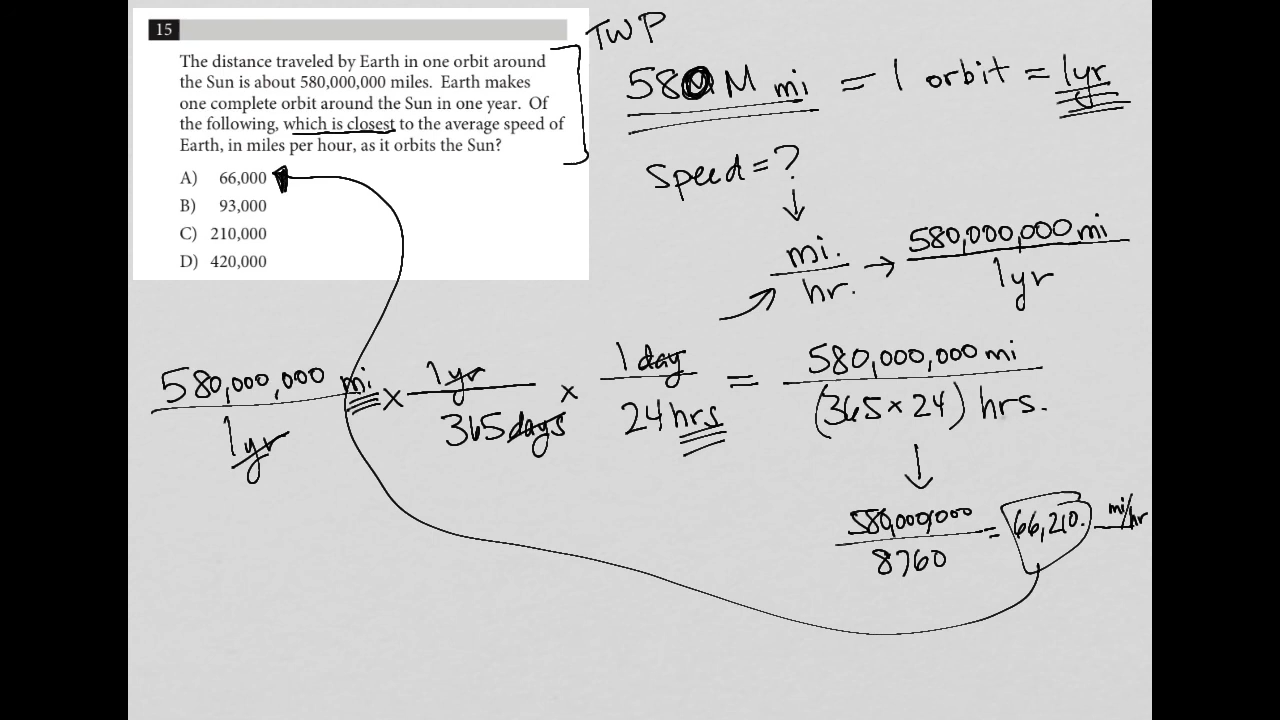 15
The distance traveled by Earth in one orbit around
the Sun is about 580,000,000 miles. Earth makes
one complete orbit around the Sun in one year. Of
the following, which is closest to the average speed of
Earth, in miles per hour, as it orbits the Sun?
A) 66,000
B) 93,000
C) 210,000
D) 420,000
TWP
580 M mi = 1 orbit = 1yr
Speed = ?
↓
mi. / hr. → 580,000,000 mi / 1yr
580,000,000 mi / 1yr × 1yr / 365 days × 1 day / 24 hrs = 580,000,000 mi / (365 × 24) hrs.
↓
580,000,000 / 8760 = 66,210. mi/hr